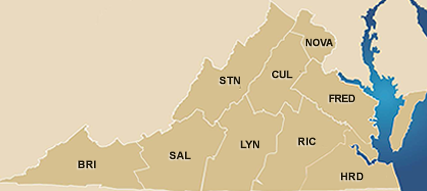 NOVA
CUL
STN
FRED
LYN
RIC
SAL
BRI
HRD